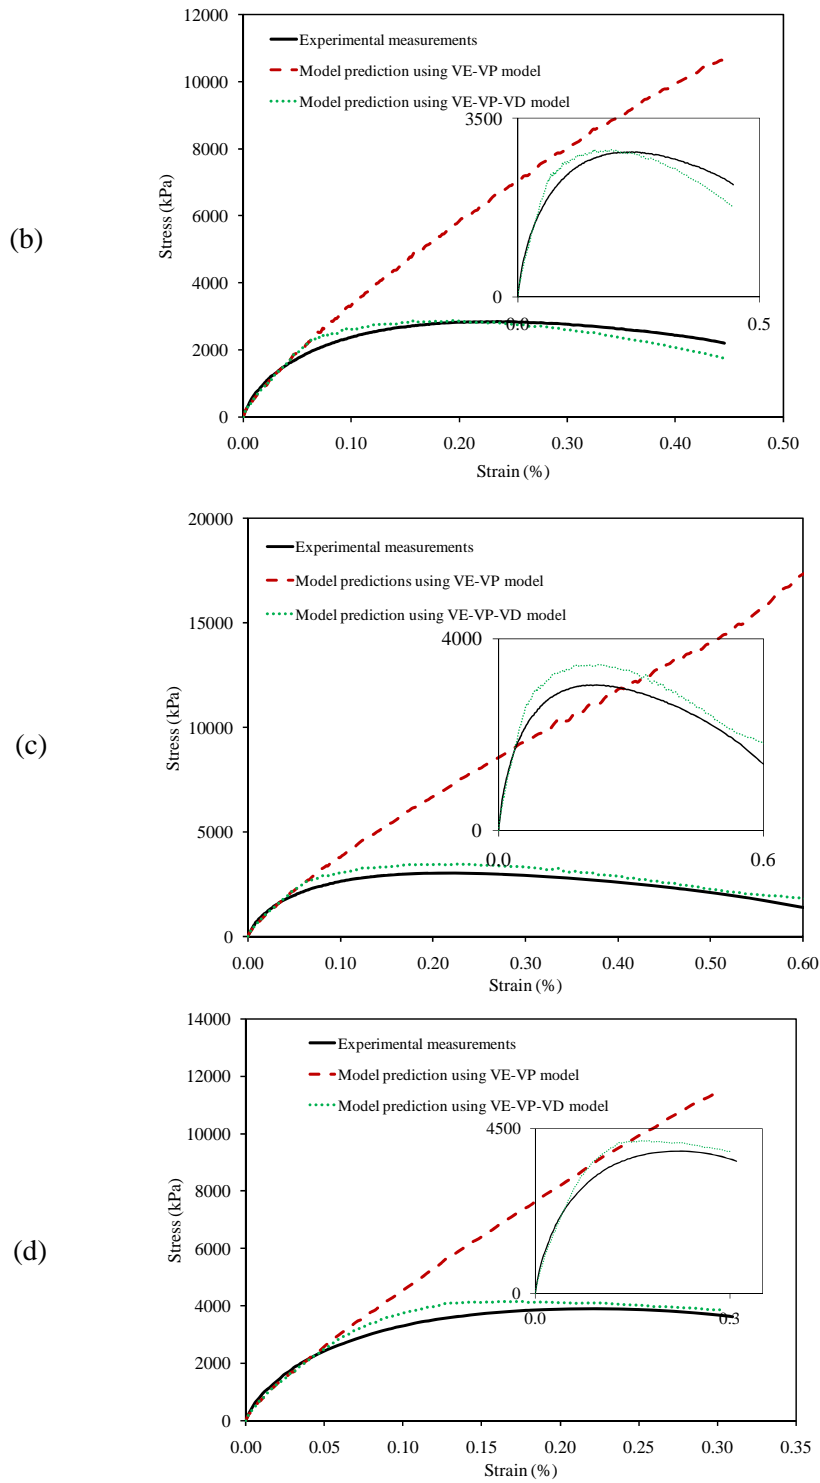 (b)
Stress (kPa)
12000
10000
8000
6000
4000
2000
0
Experimental measurements
Model prediction using VE-VP model
Model prediction using VE-VP-VD model
3500
0
0.0
0.5
0.00 0.10 0.20 0.30 0.40 0.50
Strain (%)
(c)
Stress (kPa)
20000
15000
10000
5000
0
Experimental measurements
Model predictions using VE-VP model
Model prediction using VE-VP-VD model
4000
0
0.0
0.6
0.00 0.10 0.20 0.30 0.40 0.50 0.60
Strain (%)
(d)
Stress (kPa)
14000
12000
10000
8000
6000
4000
2000
0
Experimental measurements
Model prediction using VE-VP model
Model prediction using VE-VP-VD model
4500
0
0.0
0.3
0.00 0.05 0.10 0.15 0.20 0.25 0.30 0.35
Strain (%)